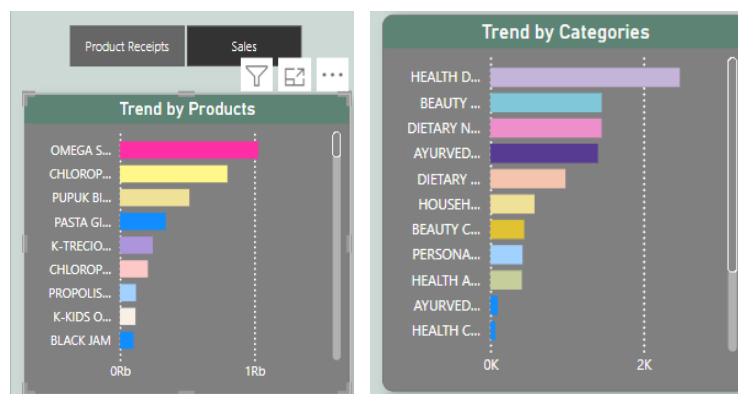 Product Receipts
Sales
Trend by Products
OMEGA S...
CHLOROP...
PUPUK BI...
PASTA GI...
K-TRECIO...
CHLOROP...
PROPOLIS...
K-KIDS O...
BLACK JAM
0Rb
1Rb
Trend by Categories
HEALTH D...
BEAUTY ...
DIETARY N...
AYURVED...
DIETARY ...
HOUSEH...
BEAUTY C...
PERSONA...
HEALTH A...
AYURVED...
HEALTH C...
0K
2K